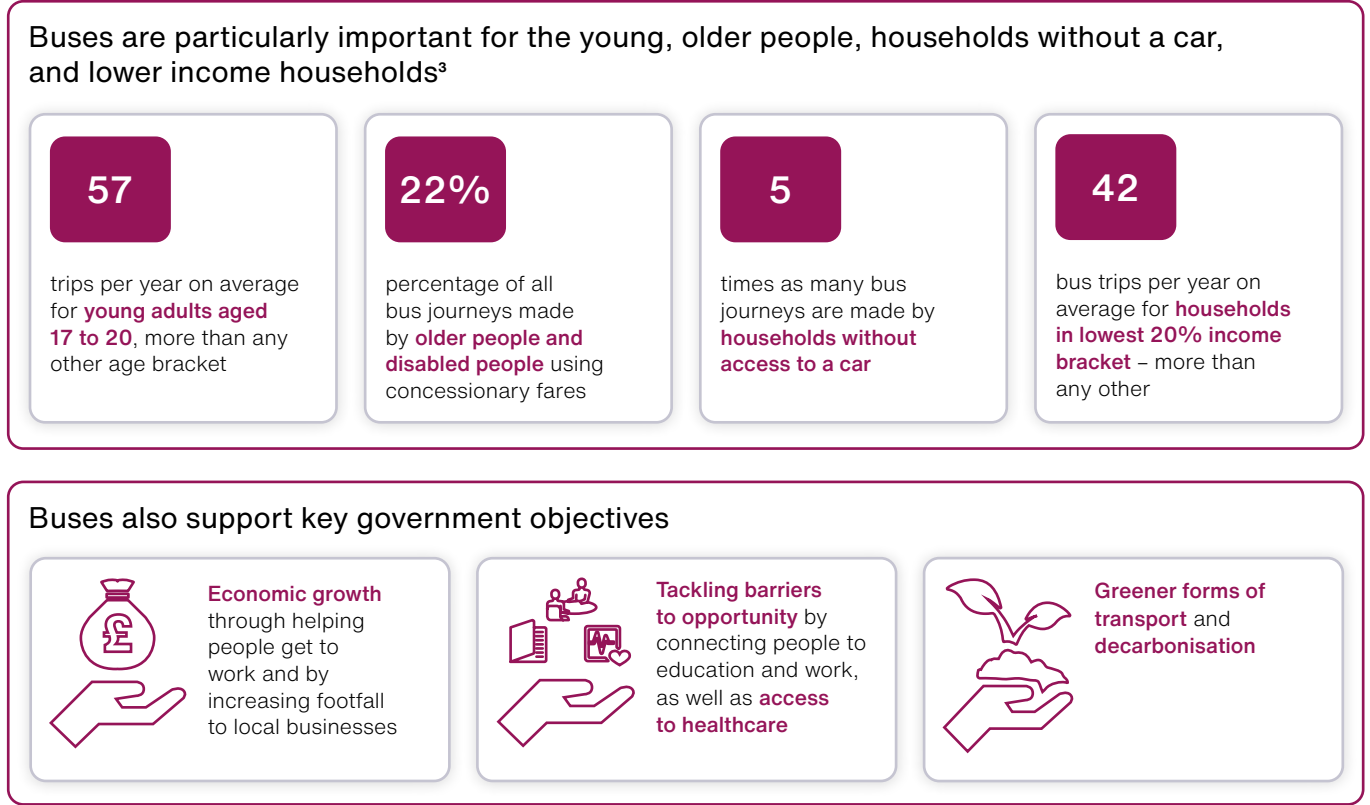 Buses are particularly important for the young, older people, households without a car,
and lower income households³
57
trips per year on average
for young adults aged
17 to 20, more than any
other age bracket
22%
percentage of all
bus journeys made
by older people and
disabled people using
concessionary fares
5
times as many bus
journeys are made by
households without
access to a car
42
bus trips per year on
average for households
in lowest 20% income
bracket – more than
any other
Buses also support key government objectives
£
Economic growth
through helping
people get to
work and by
increasing footfall
to local businesses
Tackling barriers
to opportunity by
connecting people to
education and work,
as well as access
to healthcare
Greener forms of
transport and
decarbonisation